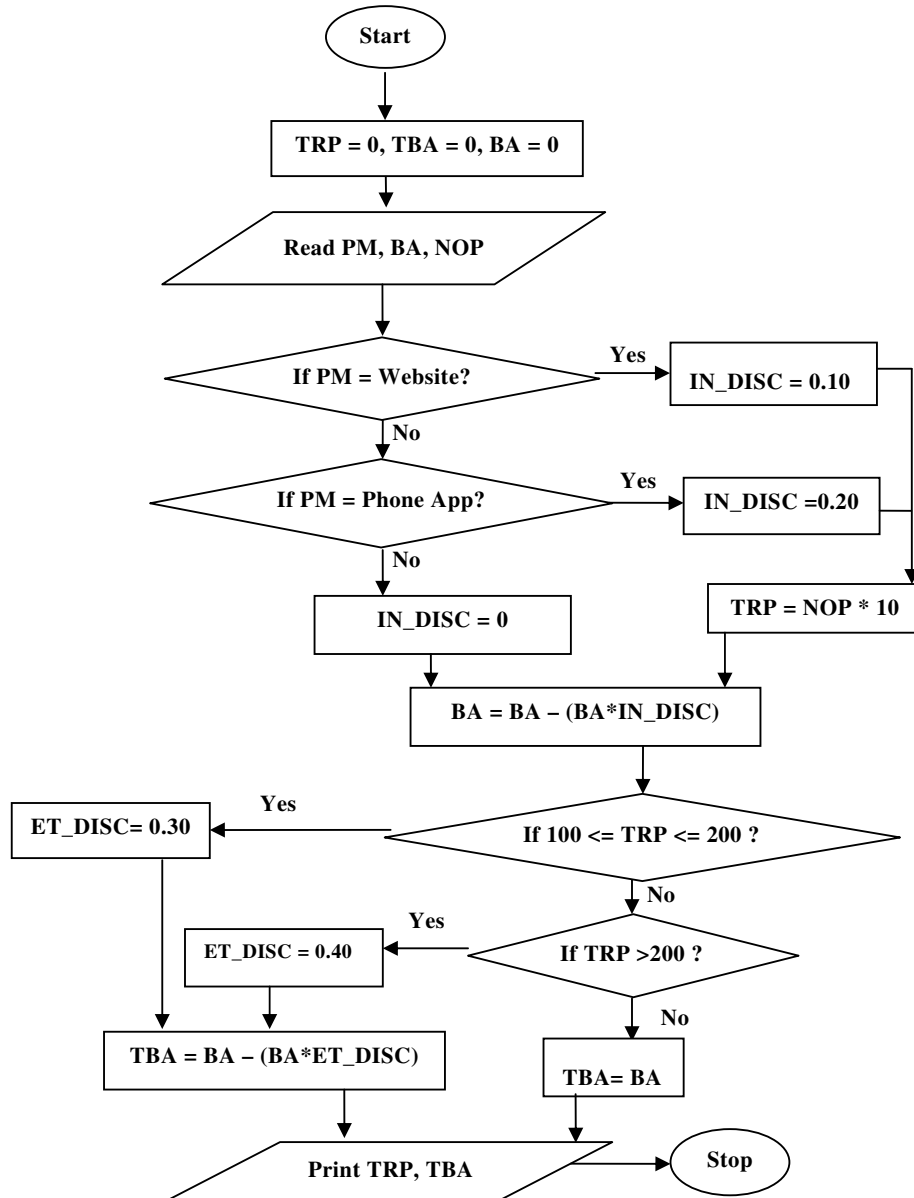 Start
TRP = 0, TBA = 0, BA = 0
Read PM, BA, NOP
If PM = Website?
Yes
IN_DISC = 0.10
No
If PM = Phone App?
Yes
IN_DISC =0.20
No
IN_DISC = 0
TRP = NOP * 10
BA = BA – (BA*IN_DISC)
If 100 <= TRP <= 200 ?
Yes
ET_DISC= 0.30
No
If TRP >200 ?
Yes
ET_DISC = 0.40
No
TBA = BA – (BA*ET_DISC)
TBA= BA
Print TRP, TBA
Stop